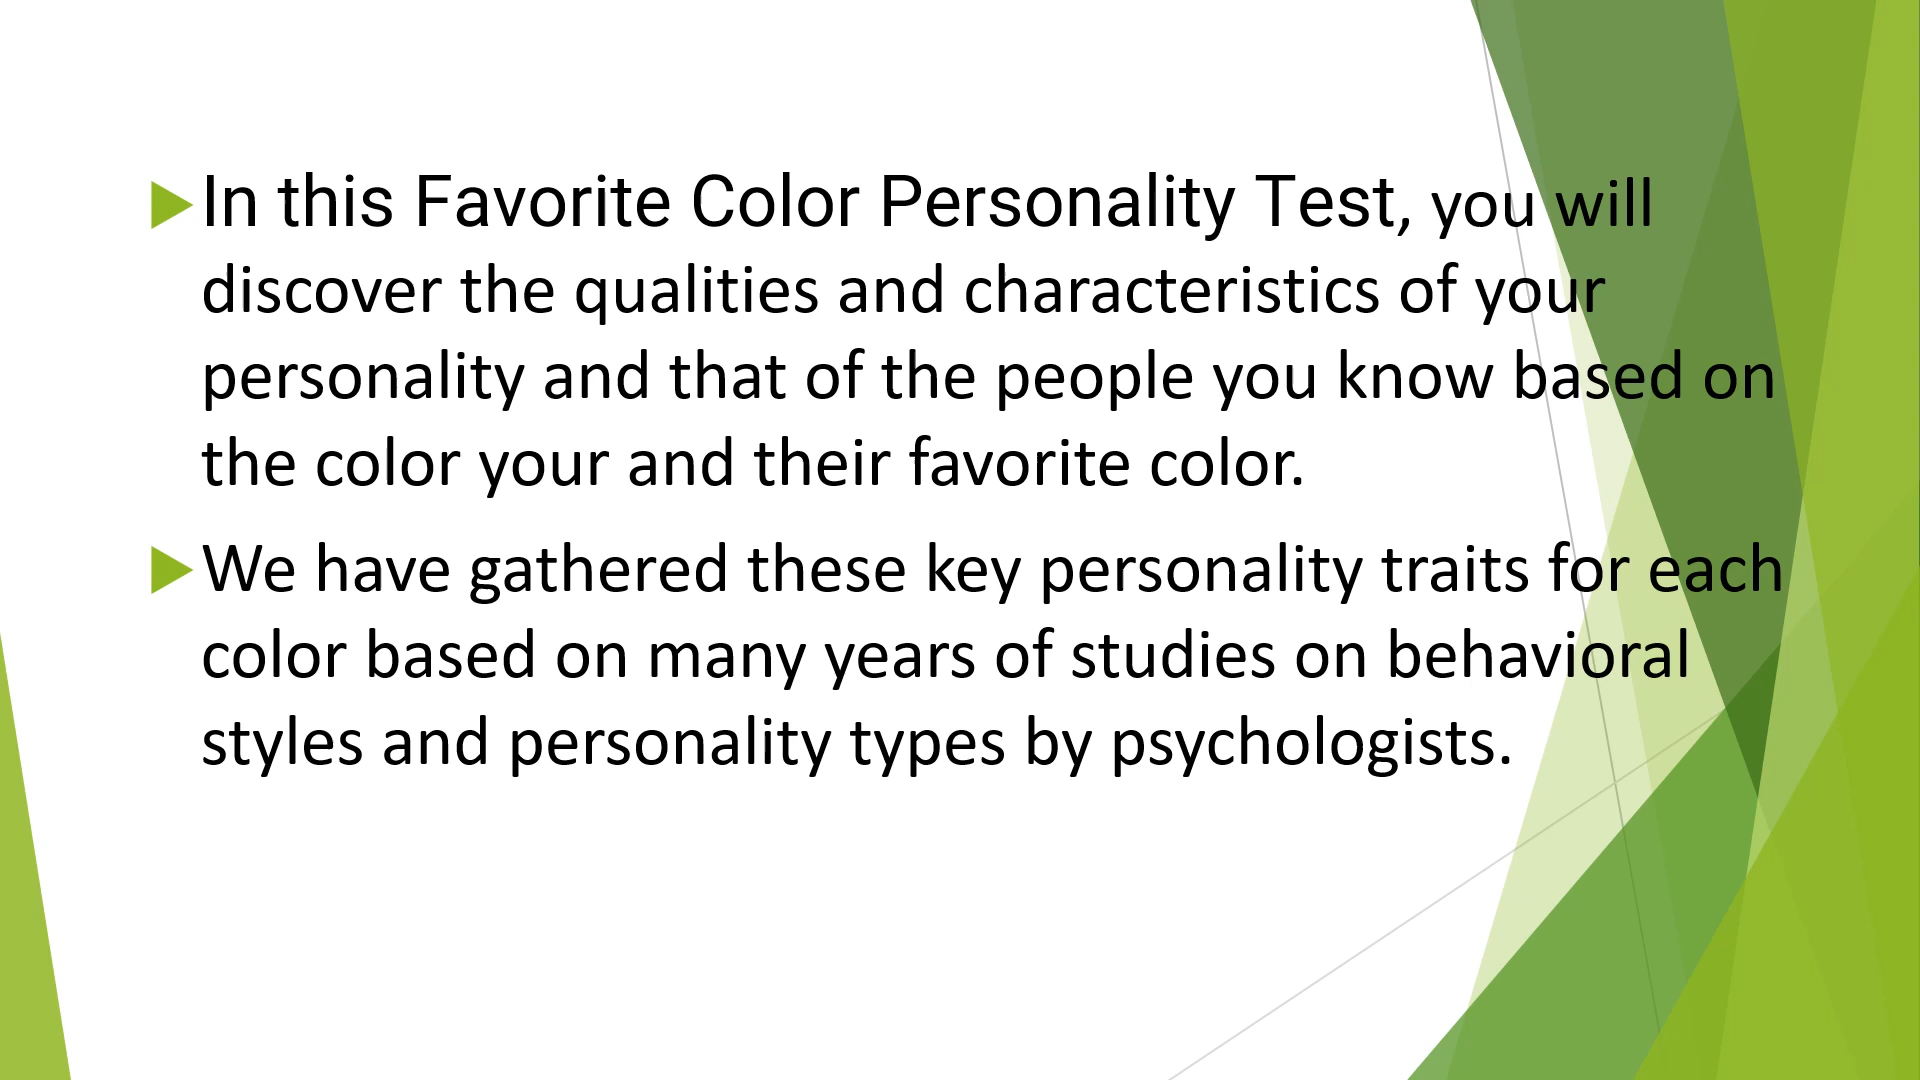 In this Favorite Color Personality Test, you will
discover the qualities and characteristics of your
personality and that of the people you know based on
the color your and their favorite color.
We have gathered these key personality traits for each
color based on many years of studies on behavioral
styles and personality types by psychologists.